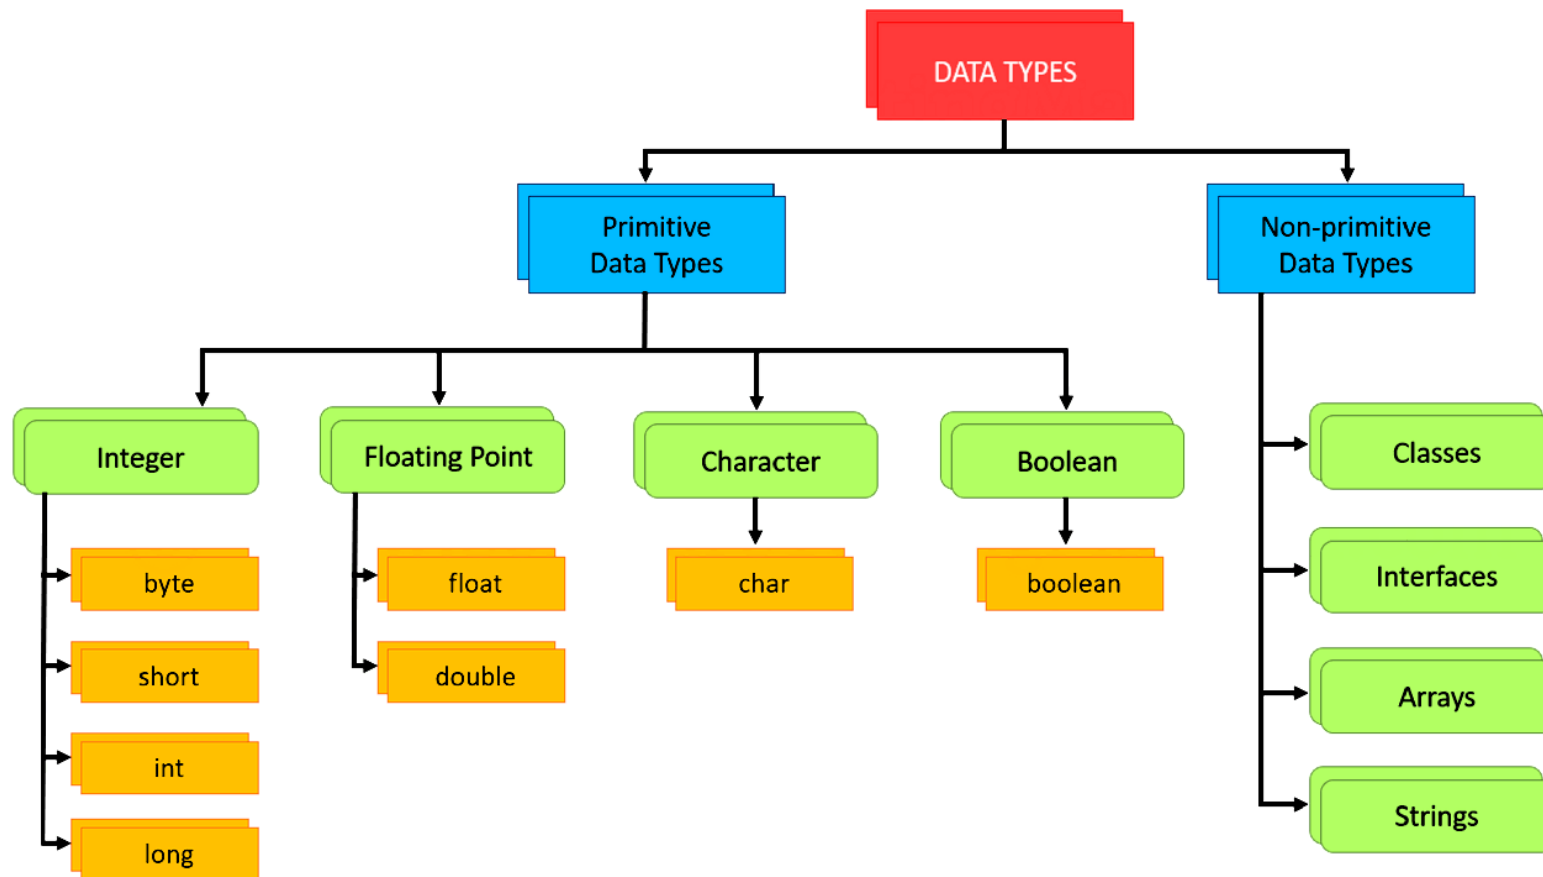 DATA TYPES
Primitive
Data Types
Non-primitive
Data Types
Integer
Floating Point
Character
Boolean
byte
short
int
long
float
double
char
boolean
Classes
Interfaces
Arrays
Strings